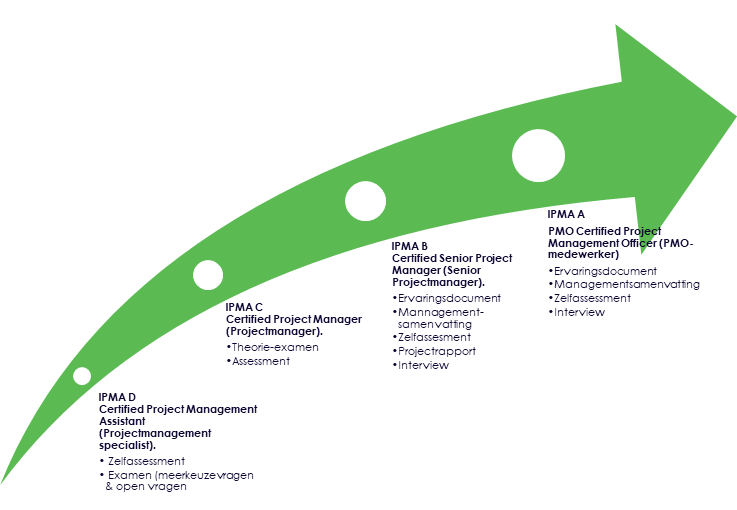 IPMA A
PMO Certified Project
Management Officer (PMO-
medewerker)
•Ervaringsdocument
•Managementsamenvatting
•Zelfassessment
•Interview
IPMA B
Certified Senior Project
Manager (Senior
Projectmanager).
•Ervaringsdocument
•Mannagement-
samenvatting
•Zelfassesment
•Projectrapport
•Interview
IPMA C
Certified Project Manager
(Projectmanager).
•Theorie-examen
•Assessment
IPMA D
Certified Project Management
Assistant
(Projectmanagement
specialist).
• Zelfassessment
• Examen (meerkeuzevragen
& open vragen